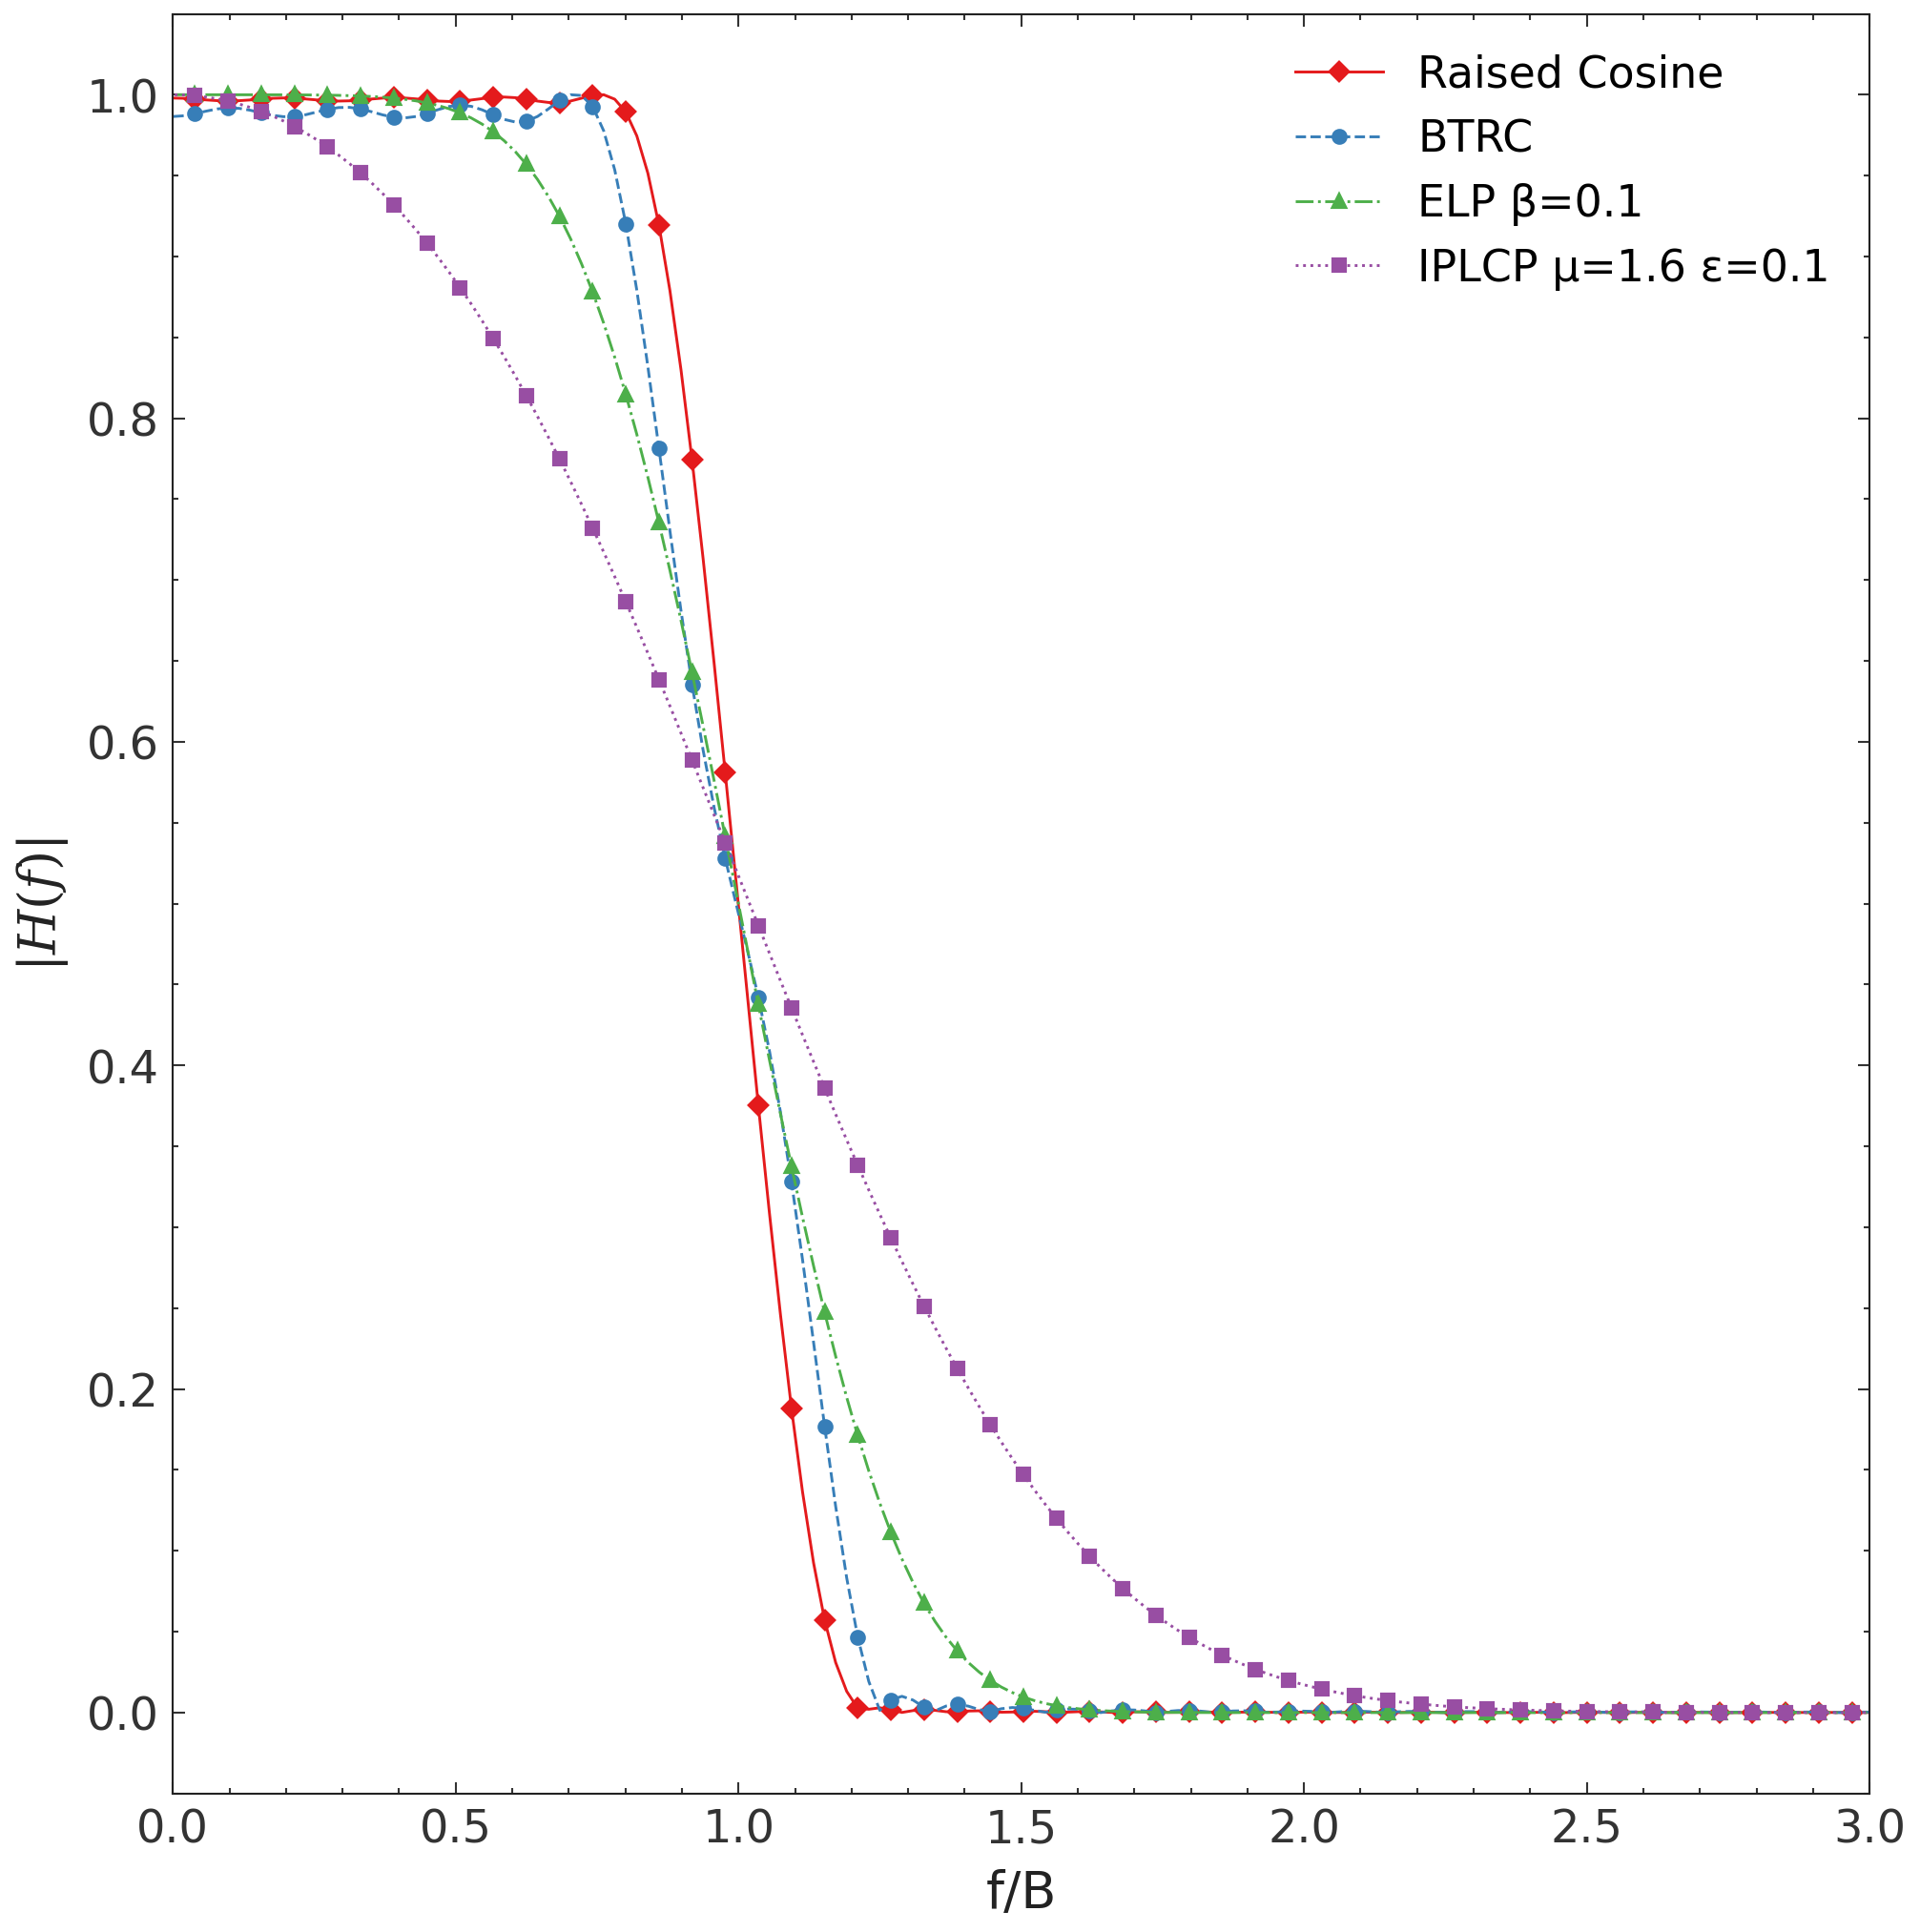 Raised Cosine
BTRC
ELP β=0.1
IPLCP μ=1.6 ε=0.1
1.0
0.8
0.6
0.4
0.2
0.0
|H(f)|
0.0 0.5 1.0 1.5 2.0 2.5 3.0
f/B